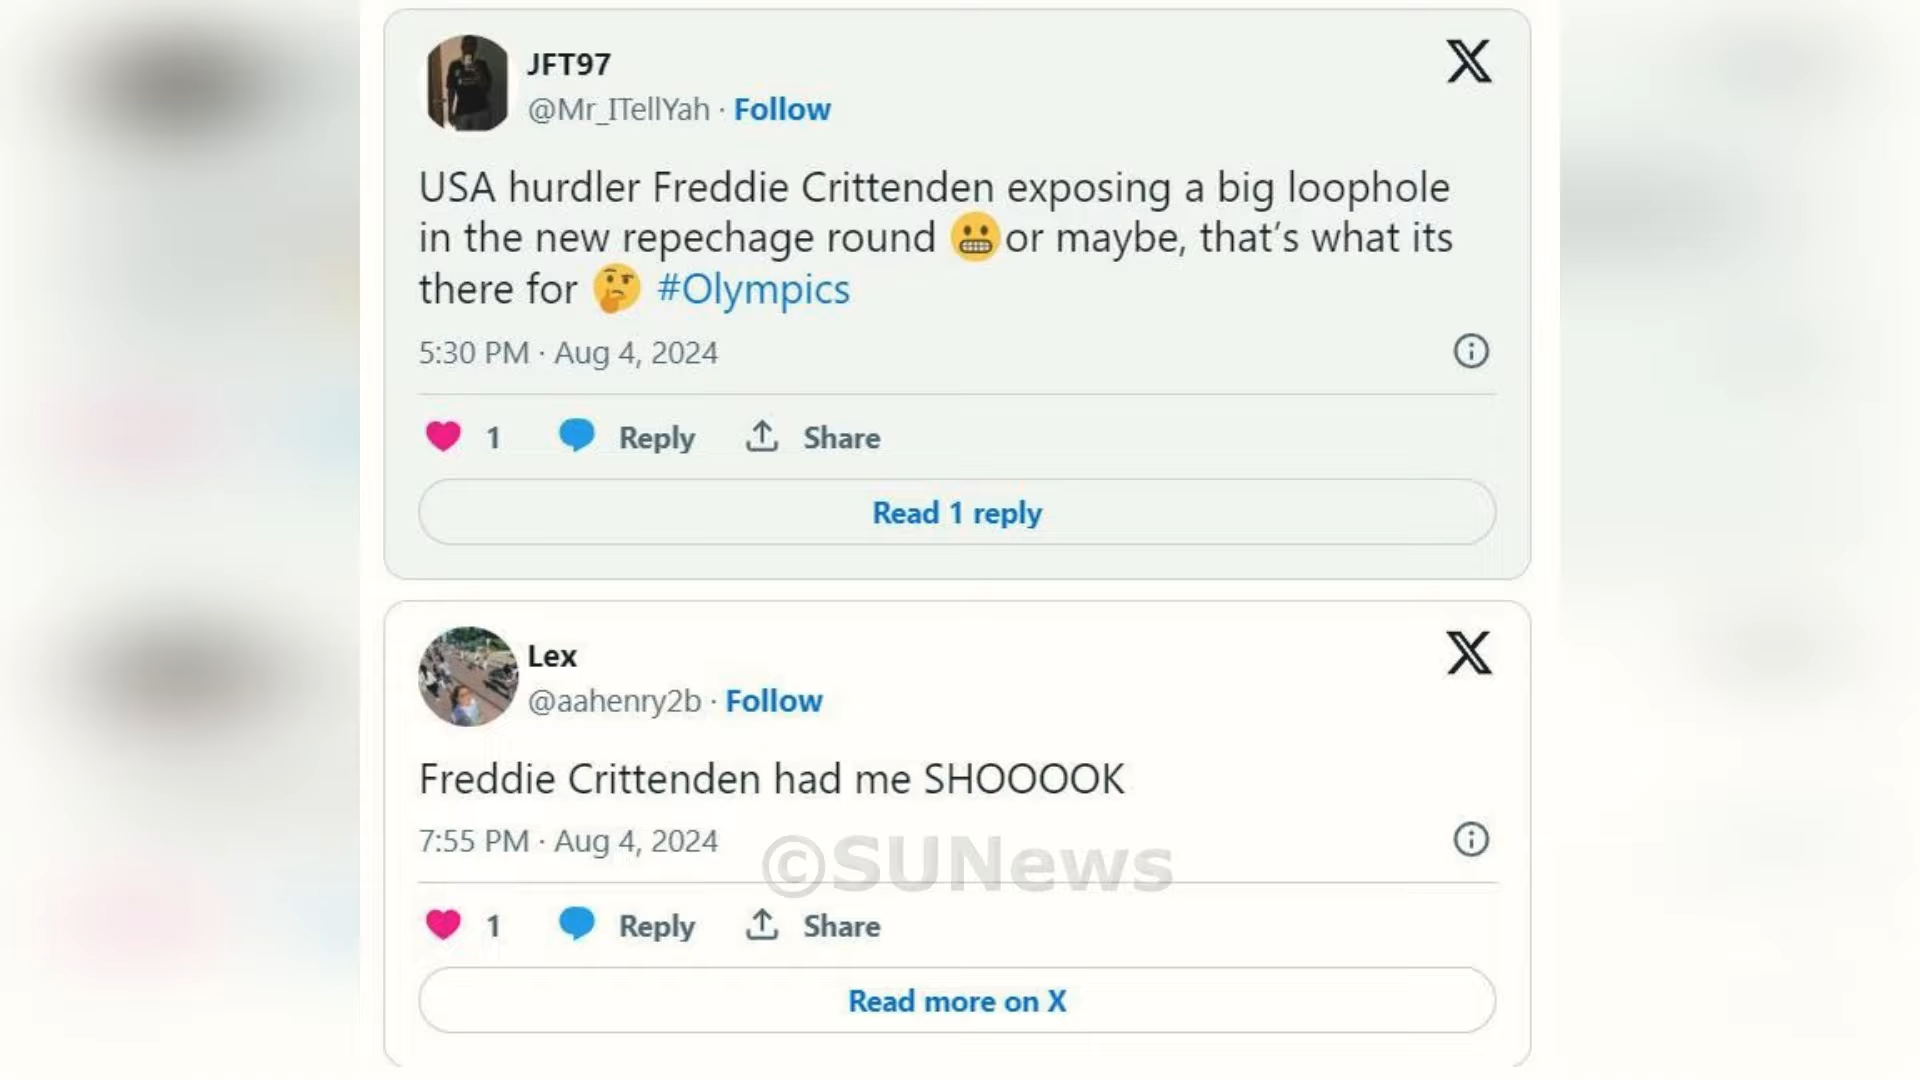 JFT97
@Mr_ITellYah · Follow
USA hurdler Freddie Crittenden exposing a big loophole
in the new repechage round 😬or maybe, that’s what its
there for 🤔 #Olympics
5:30 PM · Aug 4, 2024
1 Reply Share
Read 1 reply
Lex
@aahenry2b · Follow
Freddie Crittenden had me SHOOOOK
7:55 PM · Aug 4, 2024
©SUNews
1 Reply Share
Read more on X